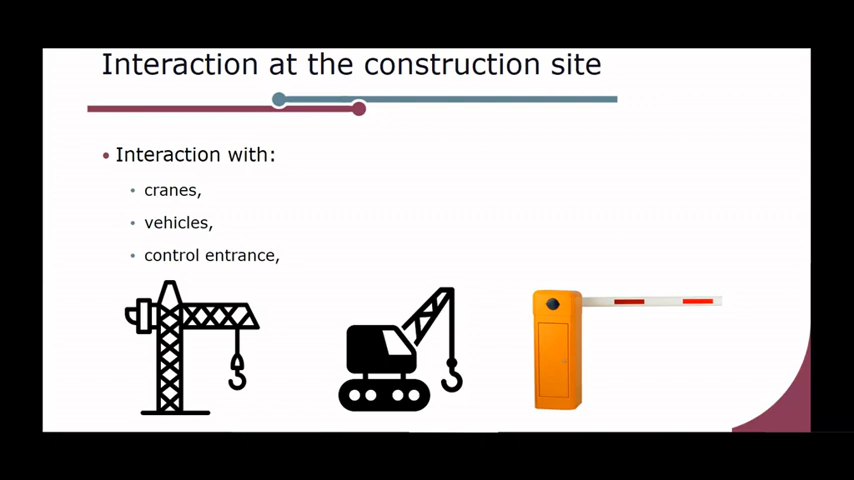 Interaction at the construction site
• Interaction with:
• cranes,
• vehicles,
• control entrance,